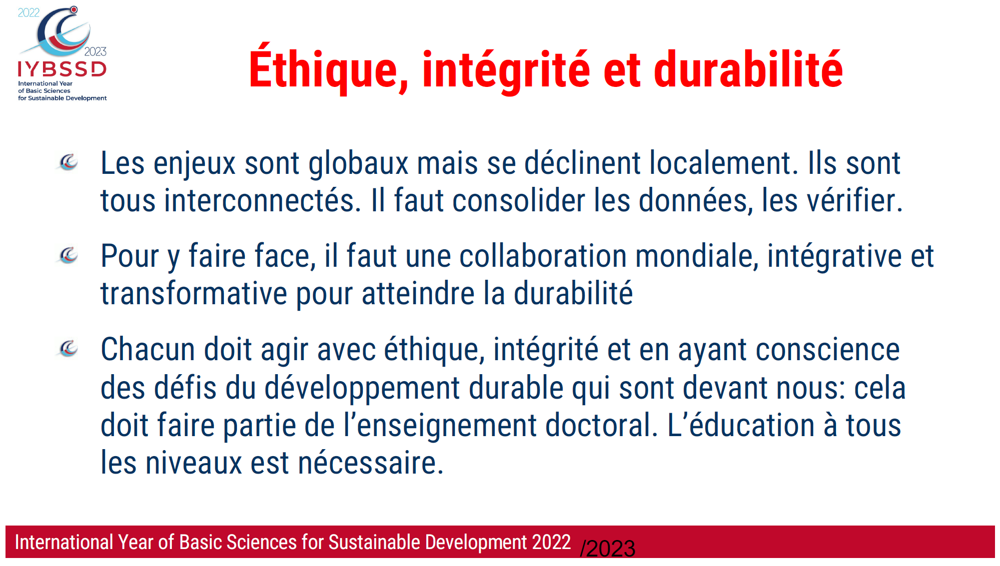 2022
2023
IYBSSD
International Year
of Basic Sciences
for Sustainable Development
Éthique, intégrité et durabilité
Les enjeux sont globaux mais se déclinent localement. Ils sont
tous interconnectés. Il faut consolider les données, les vérifier.
Pour y faire face, il faut une collaboration mondiale, intégrative et
transformative pour atteindre la durabilité
Chacun doit agir avec éthique, intégrité et en ayant conscience
des défis du développement durable qui sont devant nous: cela
doit faire partie de l’enseignement doctoral. L’éducation à tous
les niveaux est nécessaire.
International Year of Basic Sciences for Sustainable Development 2022 /2023